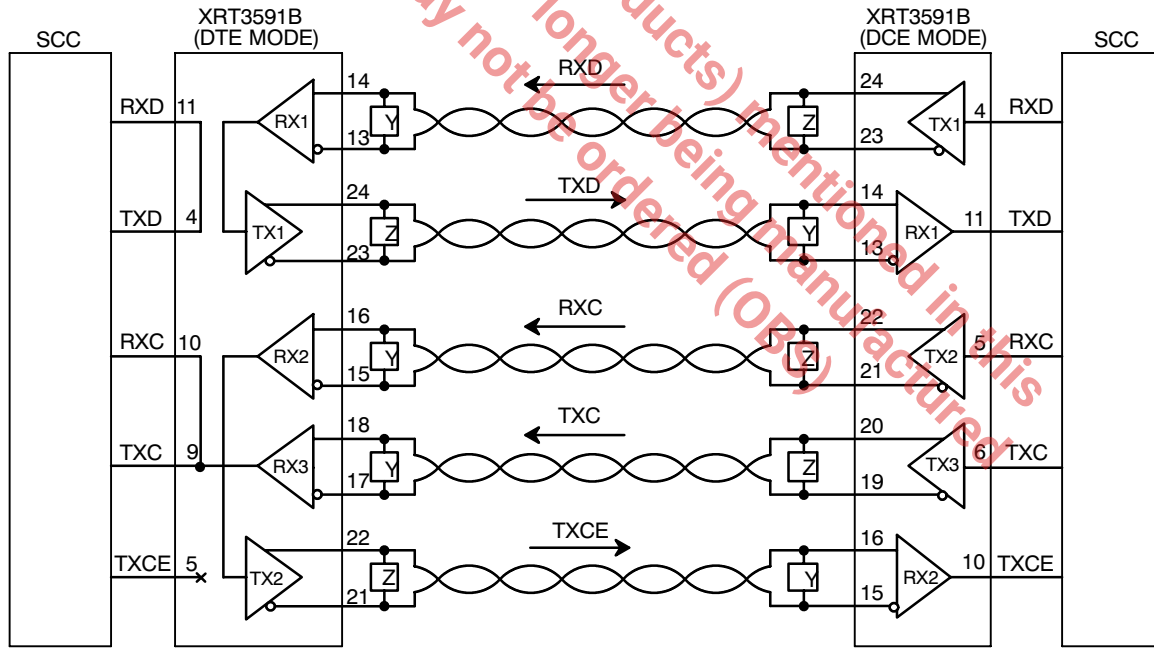 XRT3591B
(DTE MODE)
XRT3591B
(DCE MODE)
SCC
SCC
RXD 11
RX1
14
13
Y
RXD
Z
24
23
TX1
4 RXD
TXD 4
TX1
24
23
Z
TXD
Y
14
13
RX1
11 TXD
RXC 10
RX2
16
15
Y
RXC
Z
22
21
TX2
5 RXC
TXC 9
RX3
18
17
Y
TXC
Z
20
19
TX3
6 TXC
TXCE 5
TX2
22
21
Z
TXCE
Y
16
15
RX2
10 TXCE
ducts) mentioned in this
longer being manufactured
ay not be ordered (OBS)